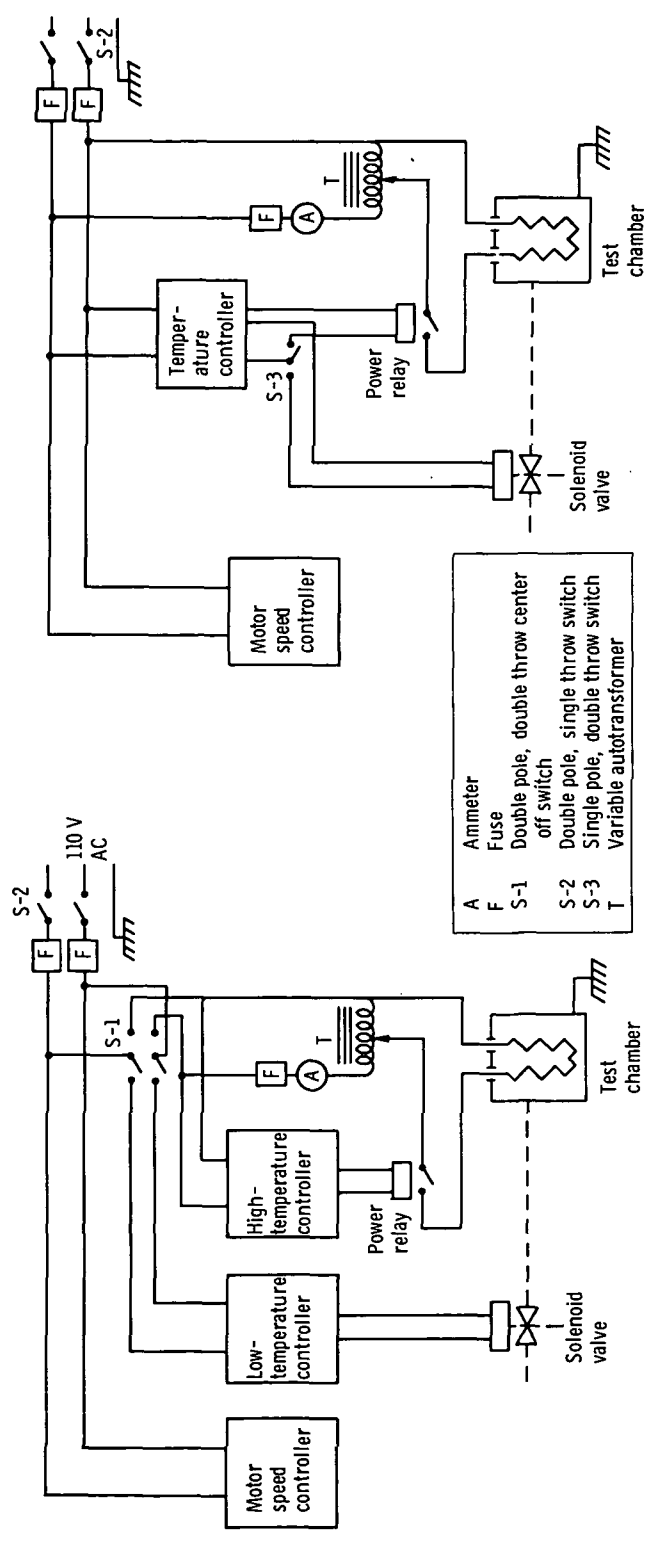 S-2
110 V
AC
F
F
S-1
T
F
A
High-
temperature
controller
Low-
temperature
controller
Motor
speed
controller
Power
relay
Solenoid
valve
Test
chamber
A Ammeter
F Fuse
S-1 Double pole, double throw center
off switch
S-2 Double pole, single throw switch
S-3 Single pole, double throw switch
T Variable autotransformer
S-2
F
F
T
F
A
Temper-
ature
controller
S-3
Power
relay
Motor
speed
controller
Solenoid
valve
Test
chamber